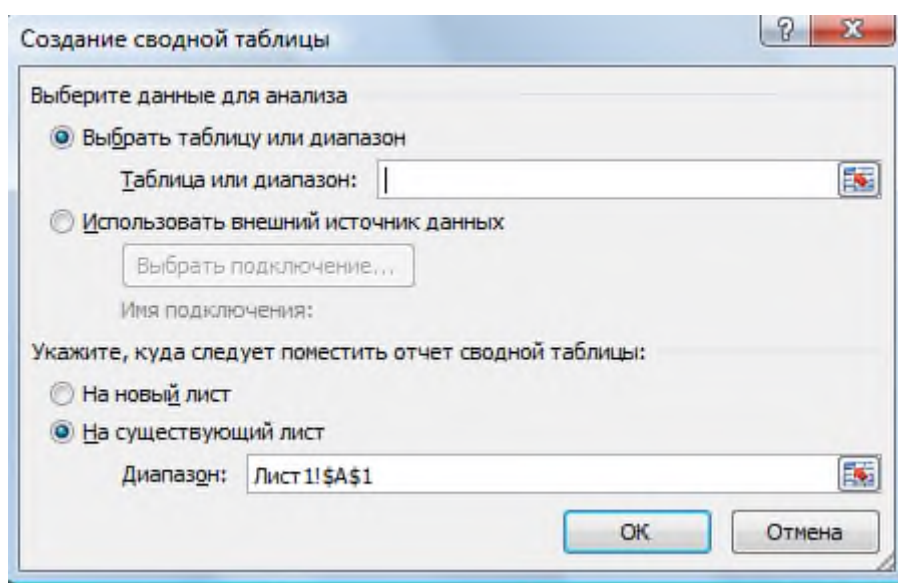 Создание сводной таблицы
Выберите данные для анализа
Выбрать таблицу или диапазон
Таблица или диапазон:
Использовать внешний источник данных
Выбрать подключение...
Имя подключения:
Укажите, куда следует поместить отчет сводной таблицы:
На новый лист
На существующий лист
Диапазон: Лист1!$A$1
ОК Отмена